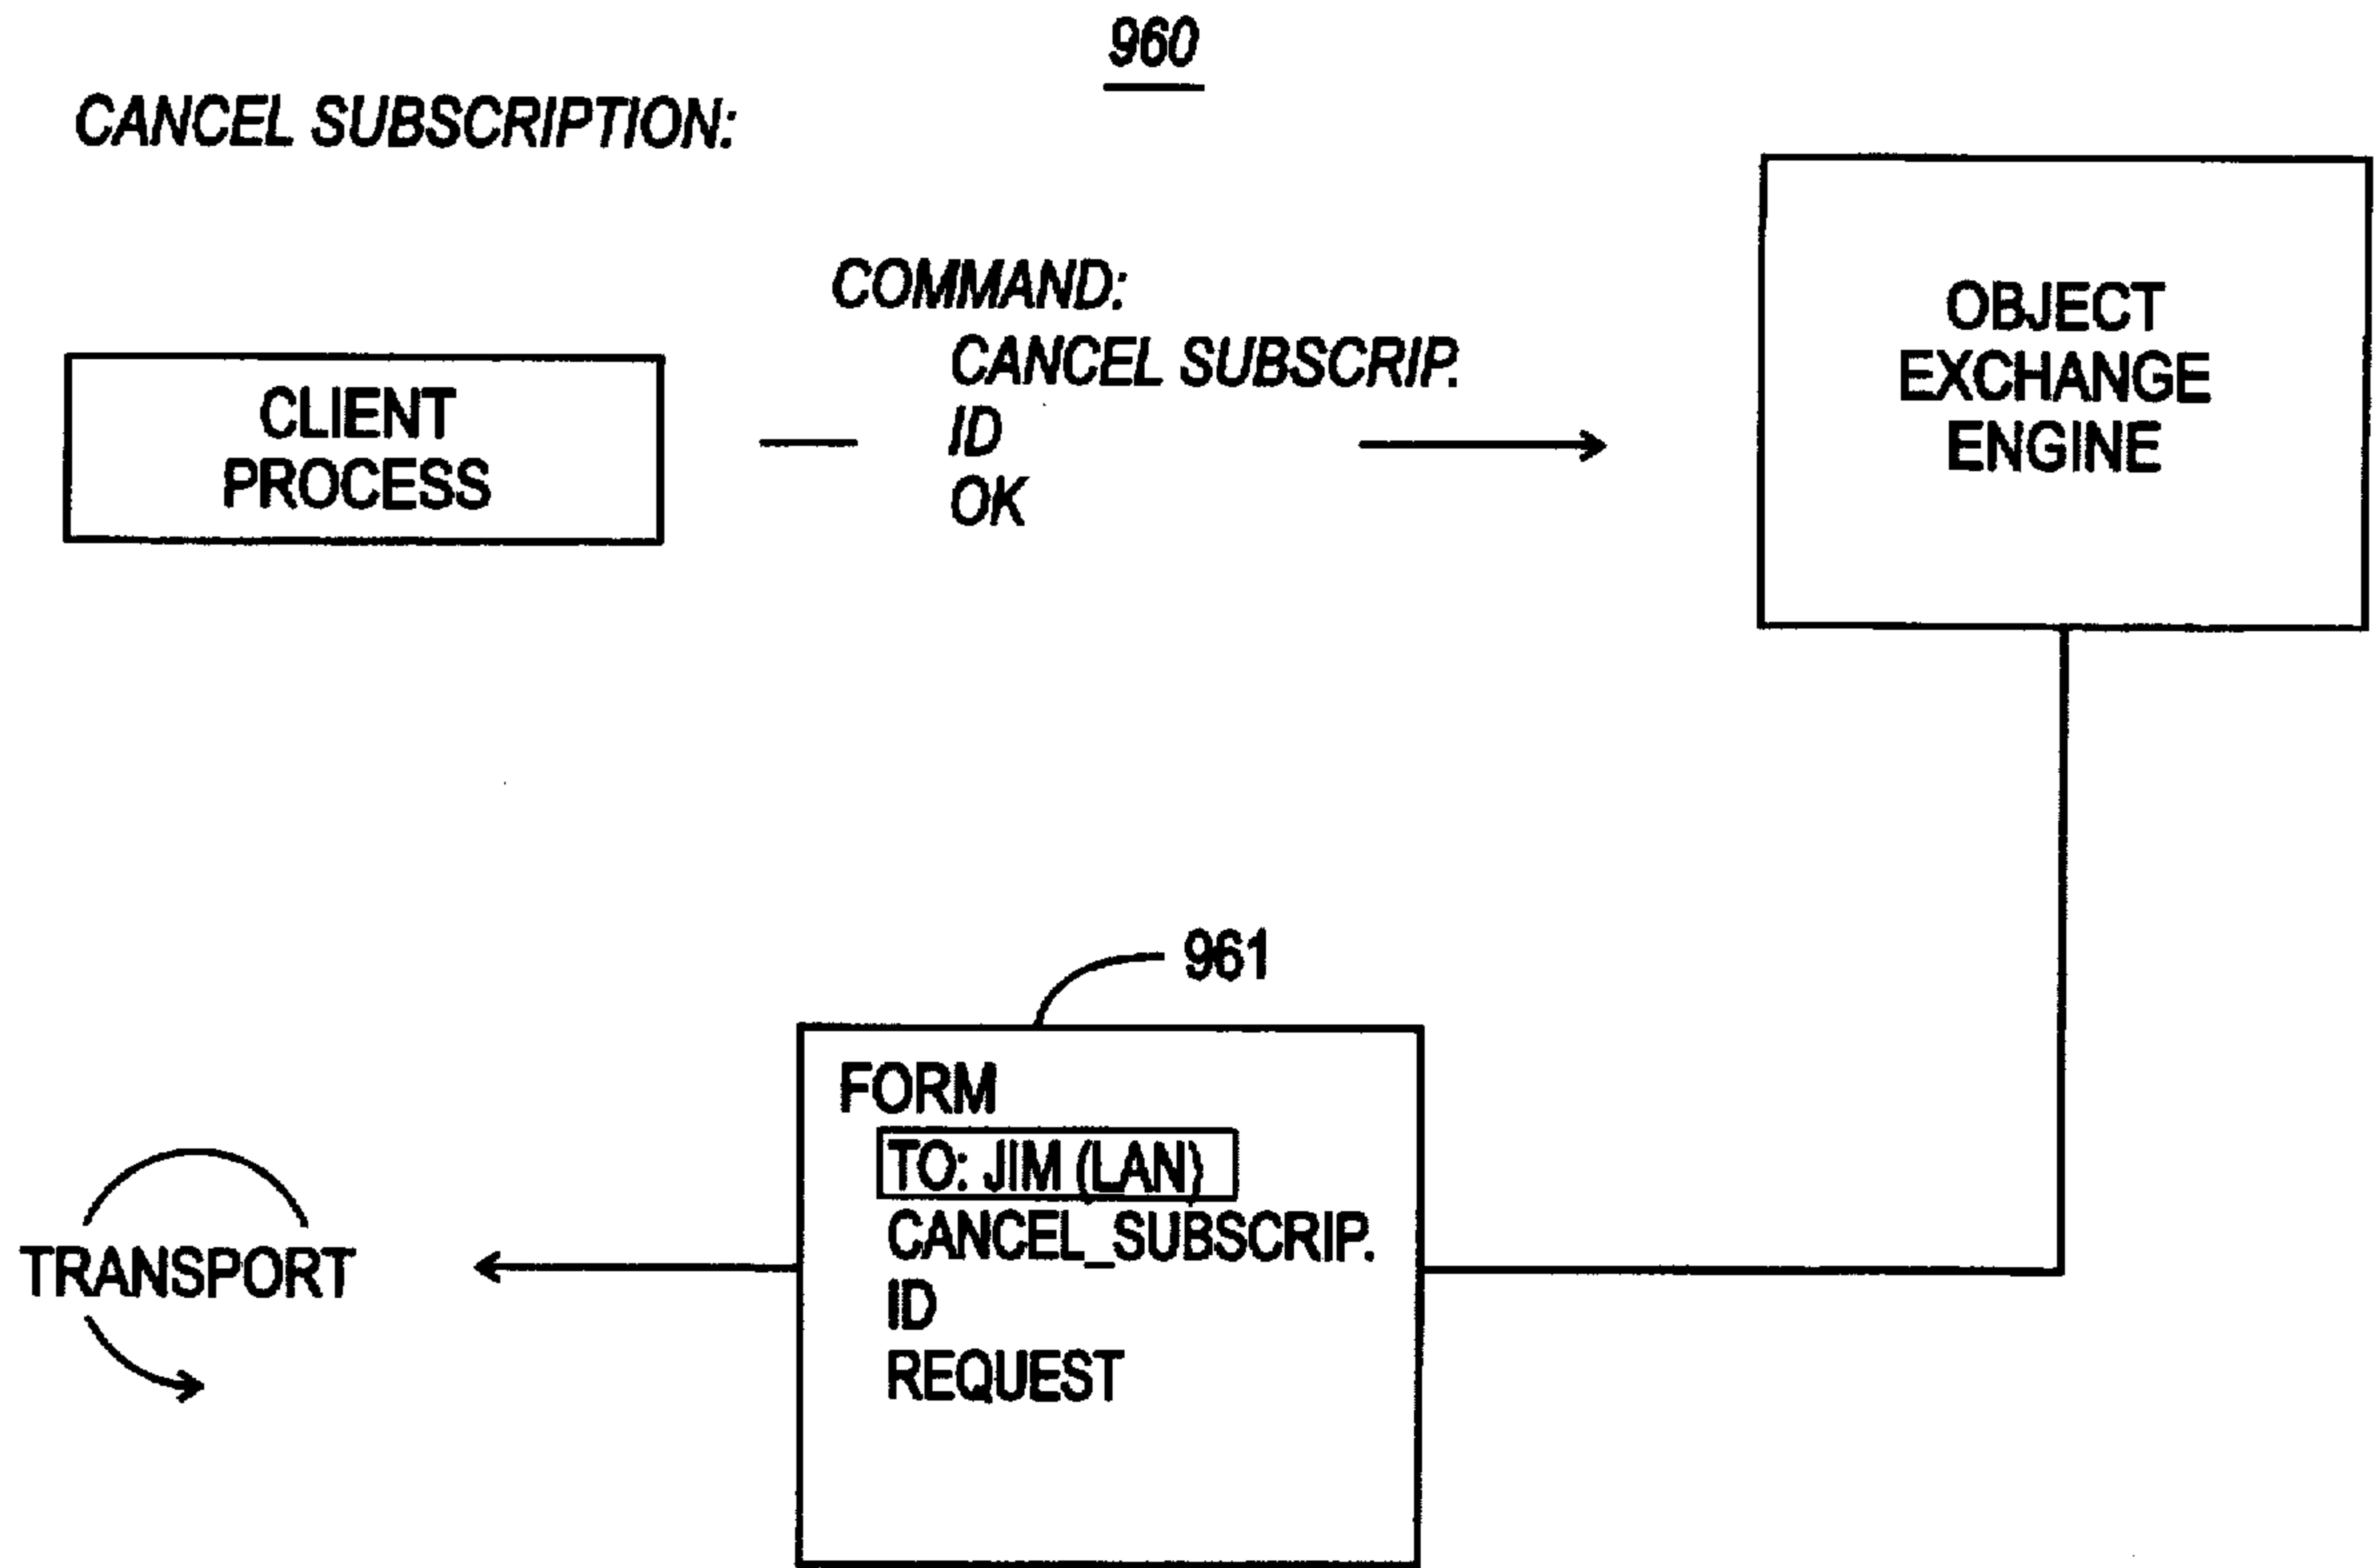 960
CANCEL SUBSCRIPTION:
COMMAND:
CANCEL SUBSCRIP.
ID
OK
CLIENT
PROCESS
OBJECT
EXCHANGE
ENGINE
961
FORM
TO: JIM (LAN)
CANCEL_SUBSCRIP.
ID
REQUEST
TRANSPORT